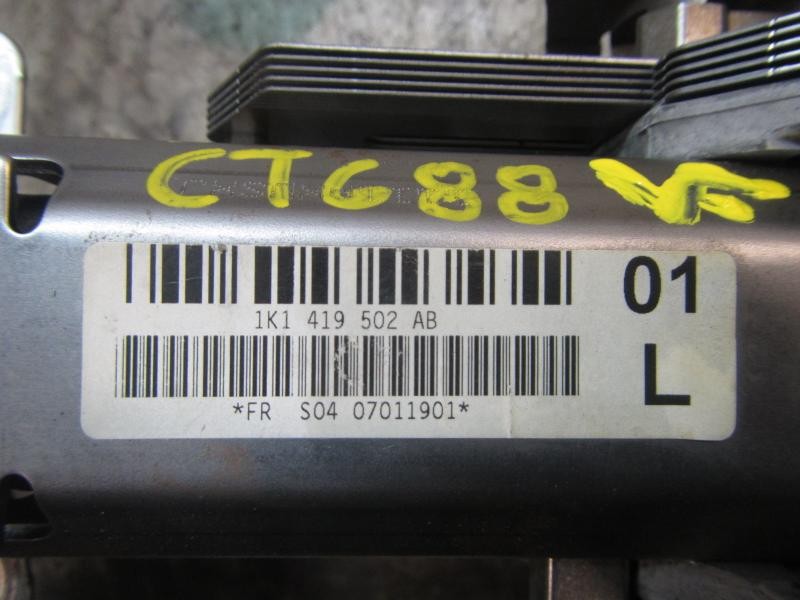 CTG88 VF
01
1K1 419 502 AB
L
*FR S04 07011901*